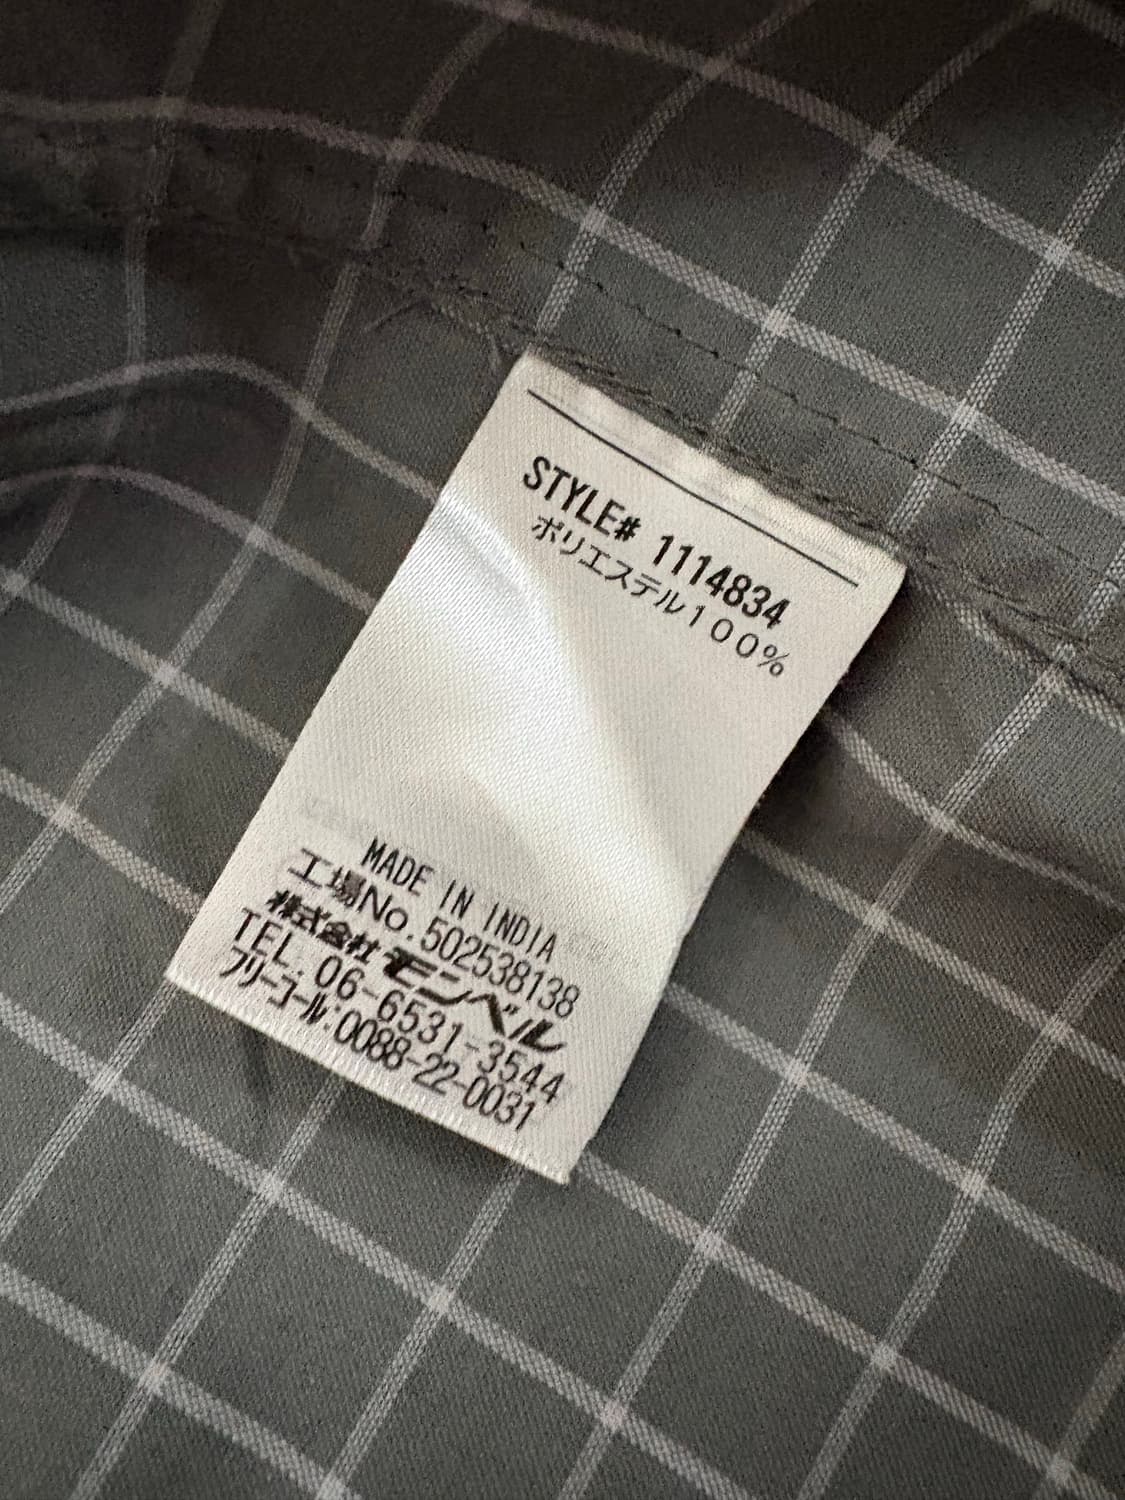 STYLE# 1114834
ポリエステル100%
MADE IN INDIA
工場No.502538138
株式会社 モンベル
TEL: 06-6531-3544
フリーコール:0088-22-0031